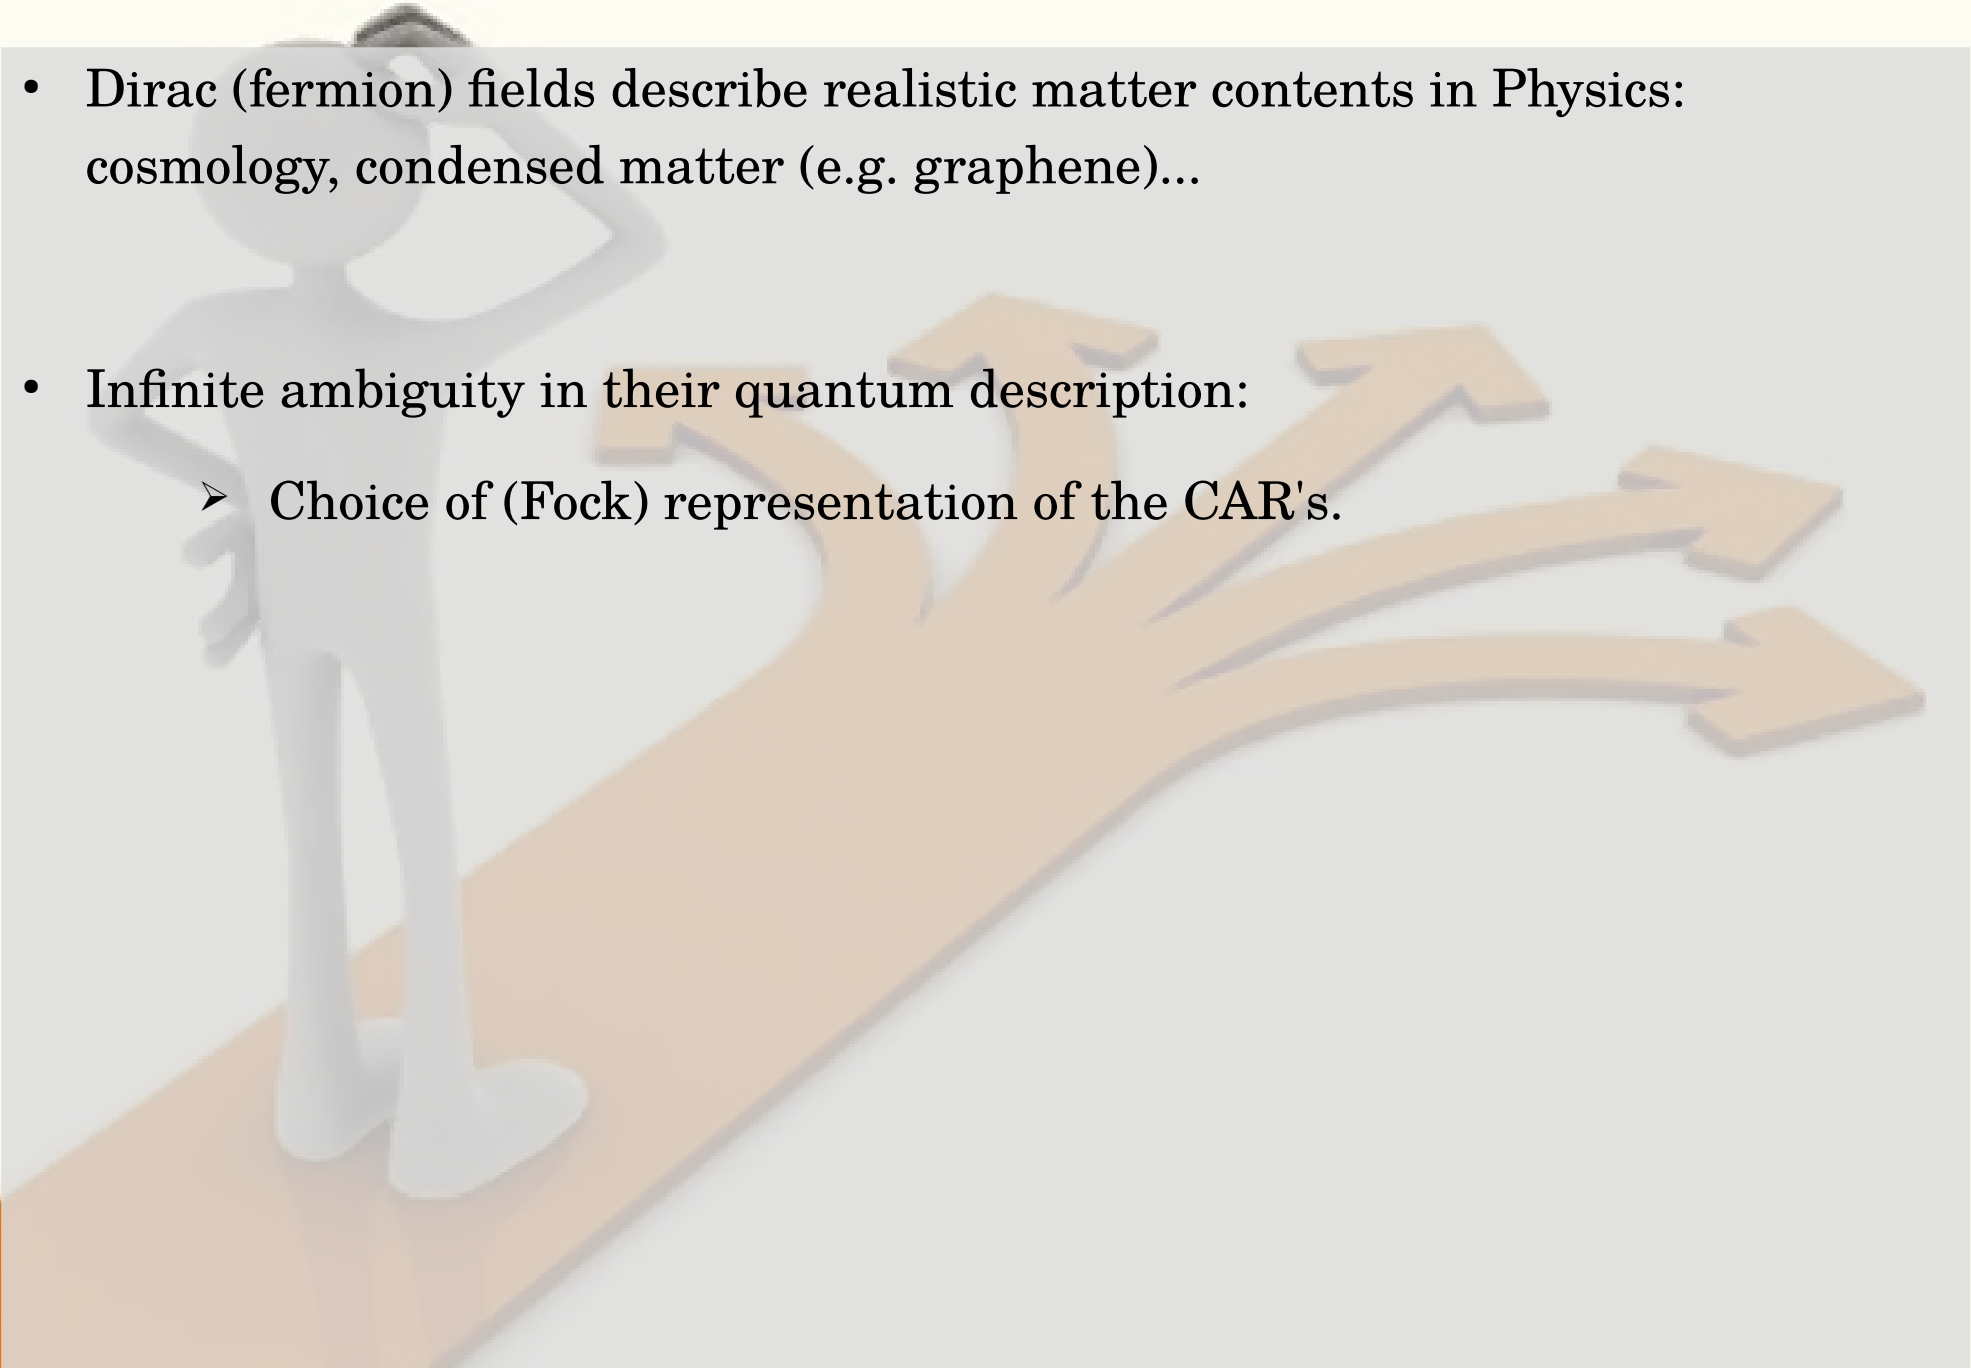 • Dirac (fermion) fields describe realistic matter contents in Physics:
cosmology, condensed matter (e.g. graphene)...
• Infinite ambiguity in their quantum description:
➢ Choice of (Fock) representation of the CAR's.